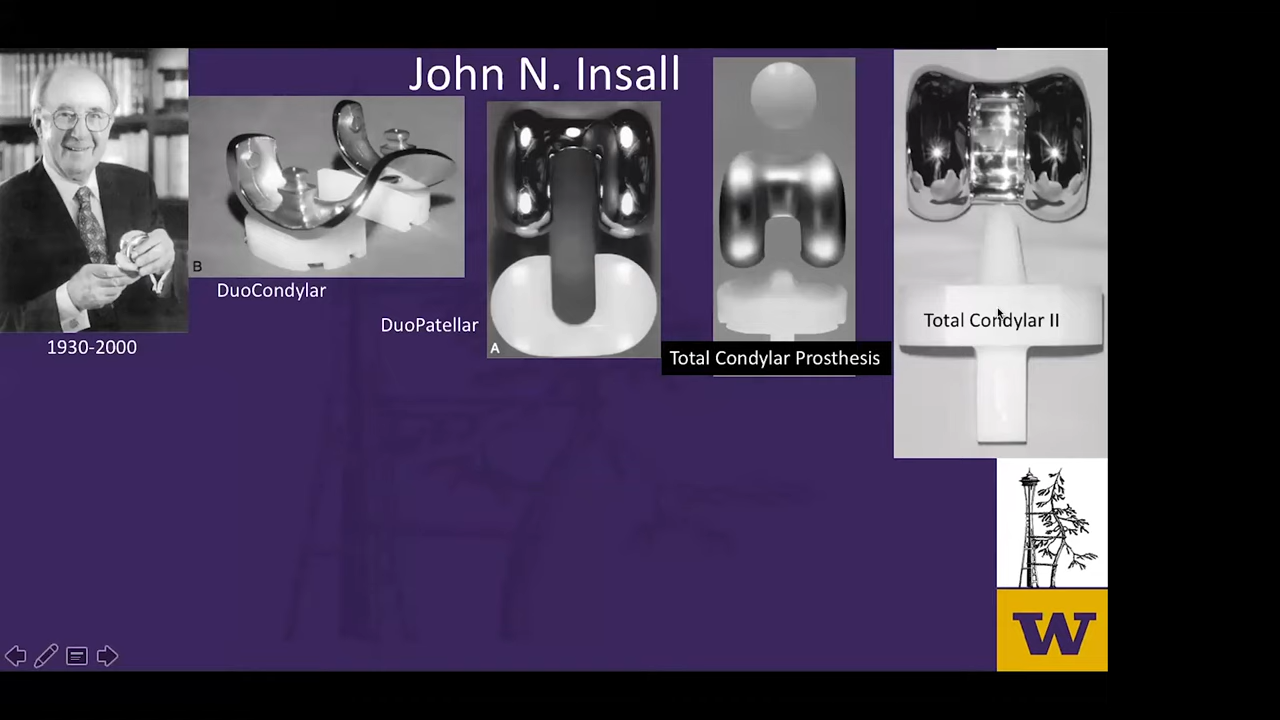 John N. Insall
B
DuoCondylar
DuoPatellar
A
1930-2000
Total Condylar Prosthesis
Total Condylar II
W